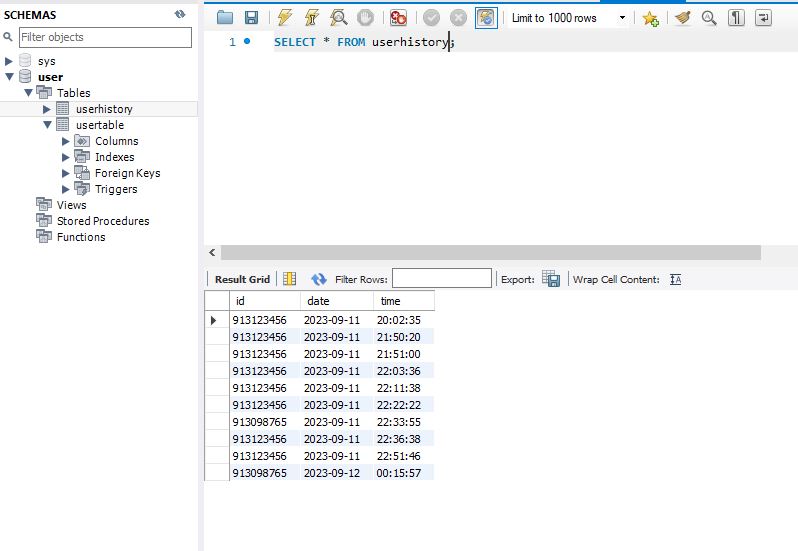 SCHEMAS
Filter objects
sys
user
Tables
userhistory
usertable
Columns
Indexes
Foreign Keys
Triggers
Views
Stored Procedures
Functions
Limit to 1000 rows
1 SELECT * FROM userhistory;
Result Grid Filter Rows: Export: Wrap Cell Content:
id date time
913123456 2023-09-11 20:02:35
913123456 2023-09-11 21:50:20
913123456 2023-09-11 21:51:00
913123456 2023-09-11 22:03:36
913123456 2023-09-11 22:11:38
913123456 2023-09-11 22:22:22
913098765 2023-09-11 22:33:55
913123456 2023-09-11 22:36:38
913123456 2023-09-11 22:51:46
913098765 2023-09-12 00:15:57